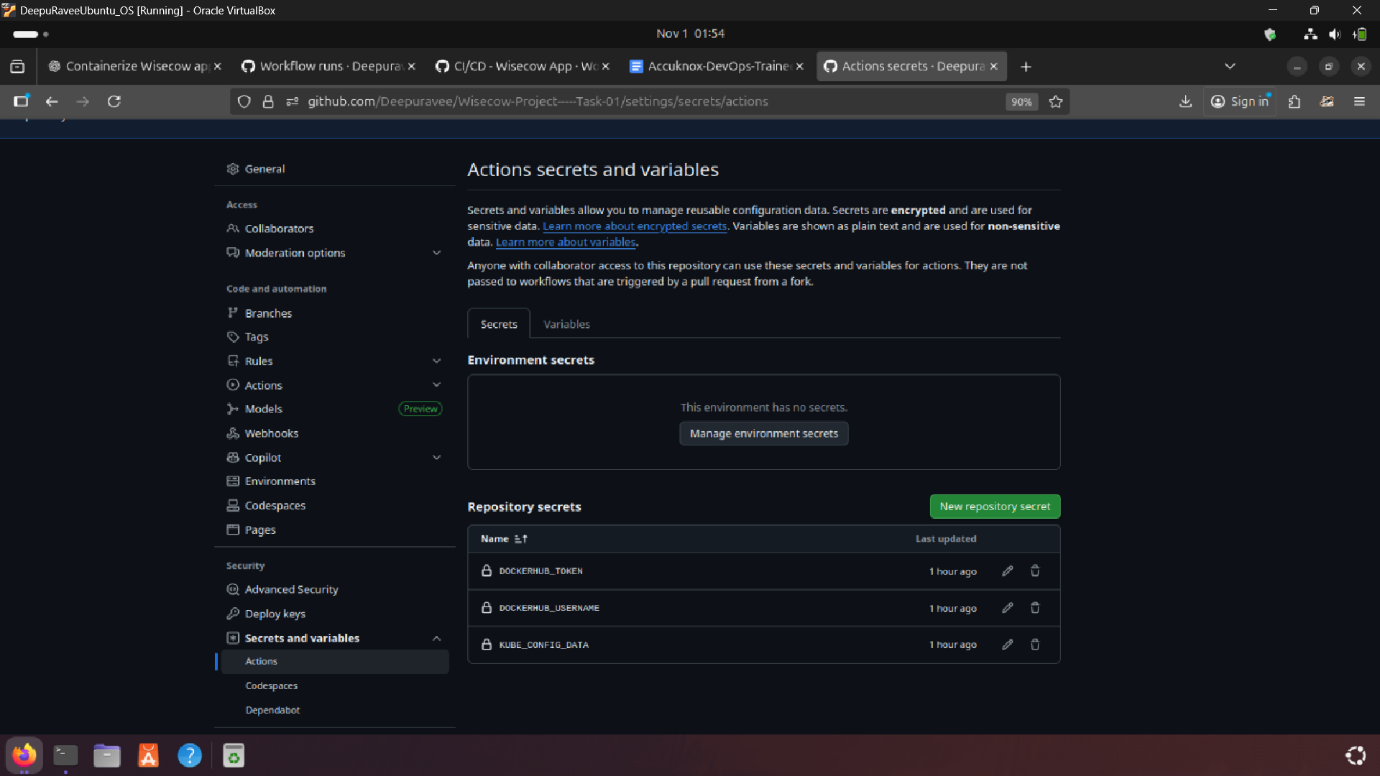 DeepuRaveeUbuntu_OS [Running] - Oracle VirtualBox
Nov 1 01:54
Containerize Wisecow ap
Workflow runs · Deepurav
CI/CD - Wisecow App · Wo
Accuknox-DevOps-Trainee
Actions secrets · Deepura
github.com/Deepuravee/Wisecow-Project----Task-01/settings/secrets/actions
90%
Sign in
General
Access
Collaborators
Moderation options
Code and automation
Branches
Tags
Rules
Actions
Models
Preview
Webhooks
Copilot
Environments
Codespaces
Pages
Security
Advanced Security
Deploy keys
Secrets and variables
Actions
Codespaces
Dependabot
Actions secrets and variables
Secrets and variables allow you to manage reusable configuration data. Secrets are encrypted and are used for
sensitive data. Learn more about encrypted secrets. Variables are shown as plain text and are used for non-sensitive
data. Learn more about variables.
Anyone with collaborator access to this repository can use these secrets and variables for actions. They are not
passed to workflows that are triggered by a pull request from a fork.
Secrets
Variables
Environment secrets
This environment has no secrets.
Manage environment secrets
Repository secrets
New repository secret
Name
Last updated
DOCKERHUB_TOKEN
1 hour ago
DOCKERHUB_USERNAME
1 hour ago
KUBE_CONFIG_DATA
1 hour ago